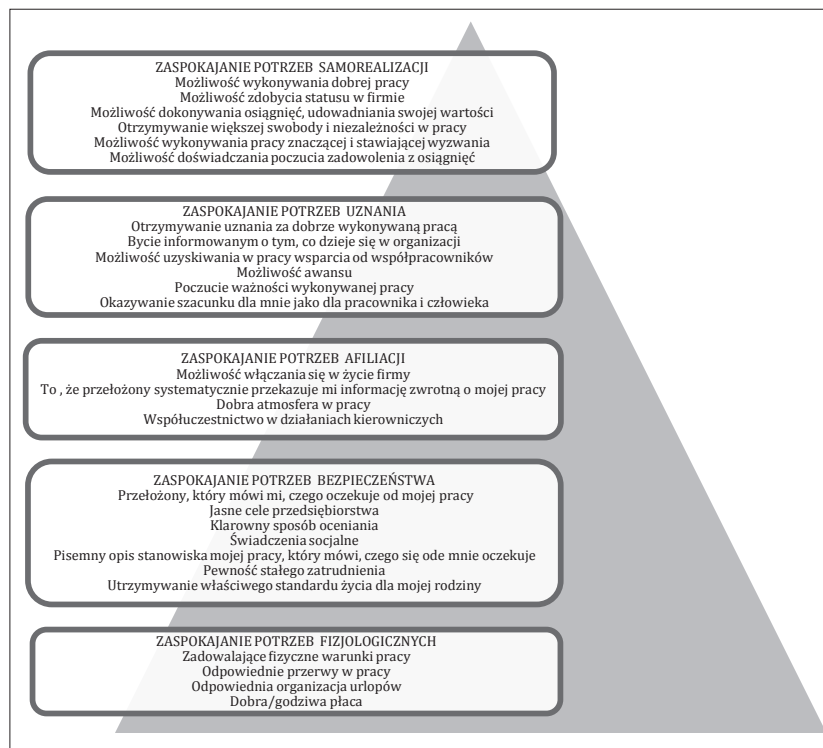 ZASPOKAJANIE POTRZEB SAMOREALIZACJI
Możliwość wykonywania dobrej pracy
Możliwość zdobycia statusu w firmie
Możliwość dokonywania osiągnięć, udowadniania swojej wartości
Otrzymywanie większej swobody i niezależności w pracy
Możliwość wykonywania pracy znaczącej i stawiającej wyzwania
Możliwość doświadczania poczucia zadowolenia z osiągnięć
ZASPOKAJANIE POTRZEB UZNANIA
Otrzymywanie uznania za dobrze wykonywaną pracą
Bycie informowanym o tym, co dzieje się w organizacji
Możliwość uzyskiwania w pracy wsparcia od współpracowników
Możliwość awansu
Poczucie ważności wykonywanej pracy
Okazywanie szacunku dla mnie jako dla pracownika i człowieka
ZASPOKAJANIE POTRZEB AFILIACJI
Możliwość włączania się w życie firmy
To , że przełożony systematycznie przekazuje mi informację zwrotną o mojej pracy
Dobra atmosfera w pracy
Współuczestnictwo w działaniach kierowniczych
ZASPOKAJANIE POTRZEB BEZPIECZEŃSTWA
Przełożony, który mówi mi, czego oczekuje od mojej pracy
Jasne cele przedsiębiorstwa
Klarowny sposób oceniania
Świadczenia socjalne
Pisemny opis stanowiska mojej pracy, który mówi, czego się ode mnie oczekuje
Pewność stałego zatrudnienia
Utrzymywanie właściwego standardu życia dla mojej rodziny
ZASPOKAJANIE POTRZEB FIZJOLOGICZNYCH
Zadowalające fizyczne warunki pracy
Odpowiednie przerwy w pracy
Odpowiednia organizacja urlopów
Dobra/godziwa płaca